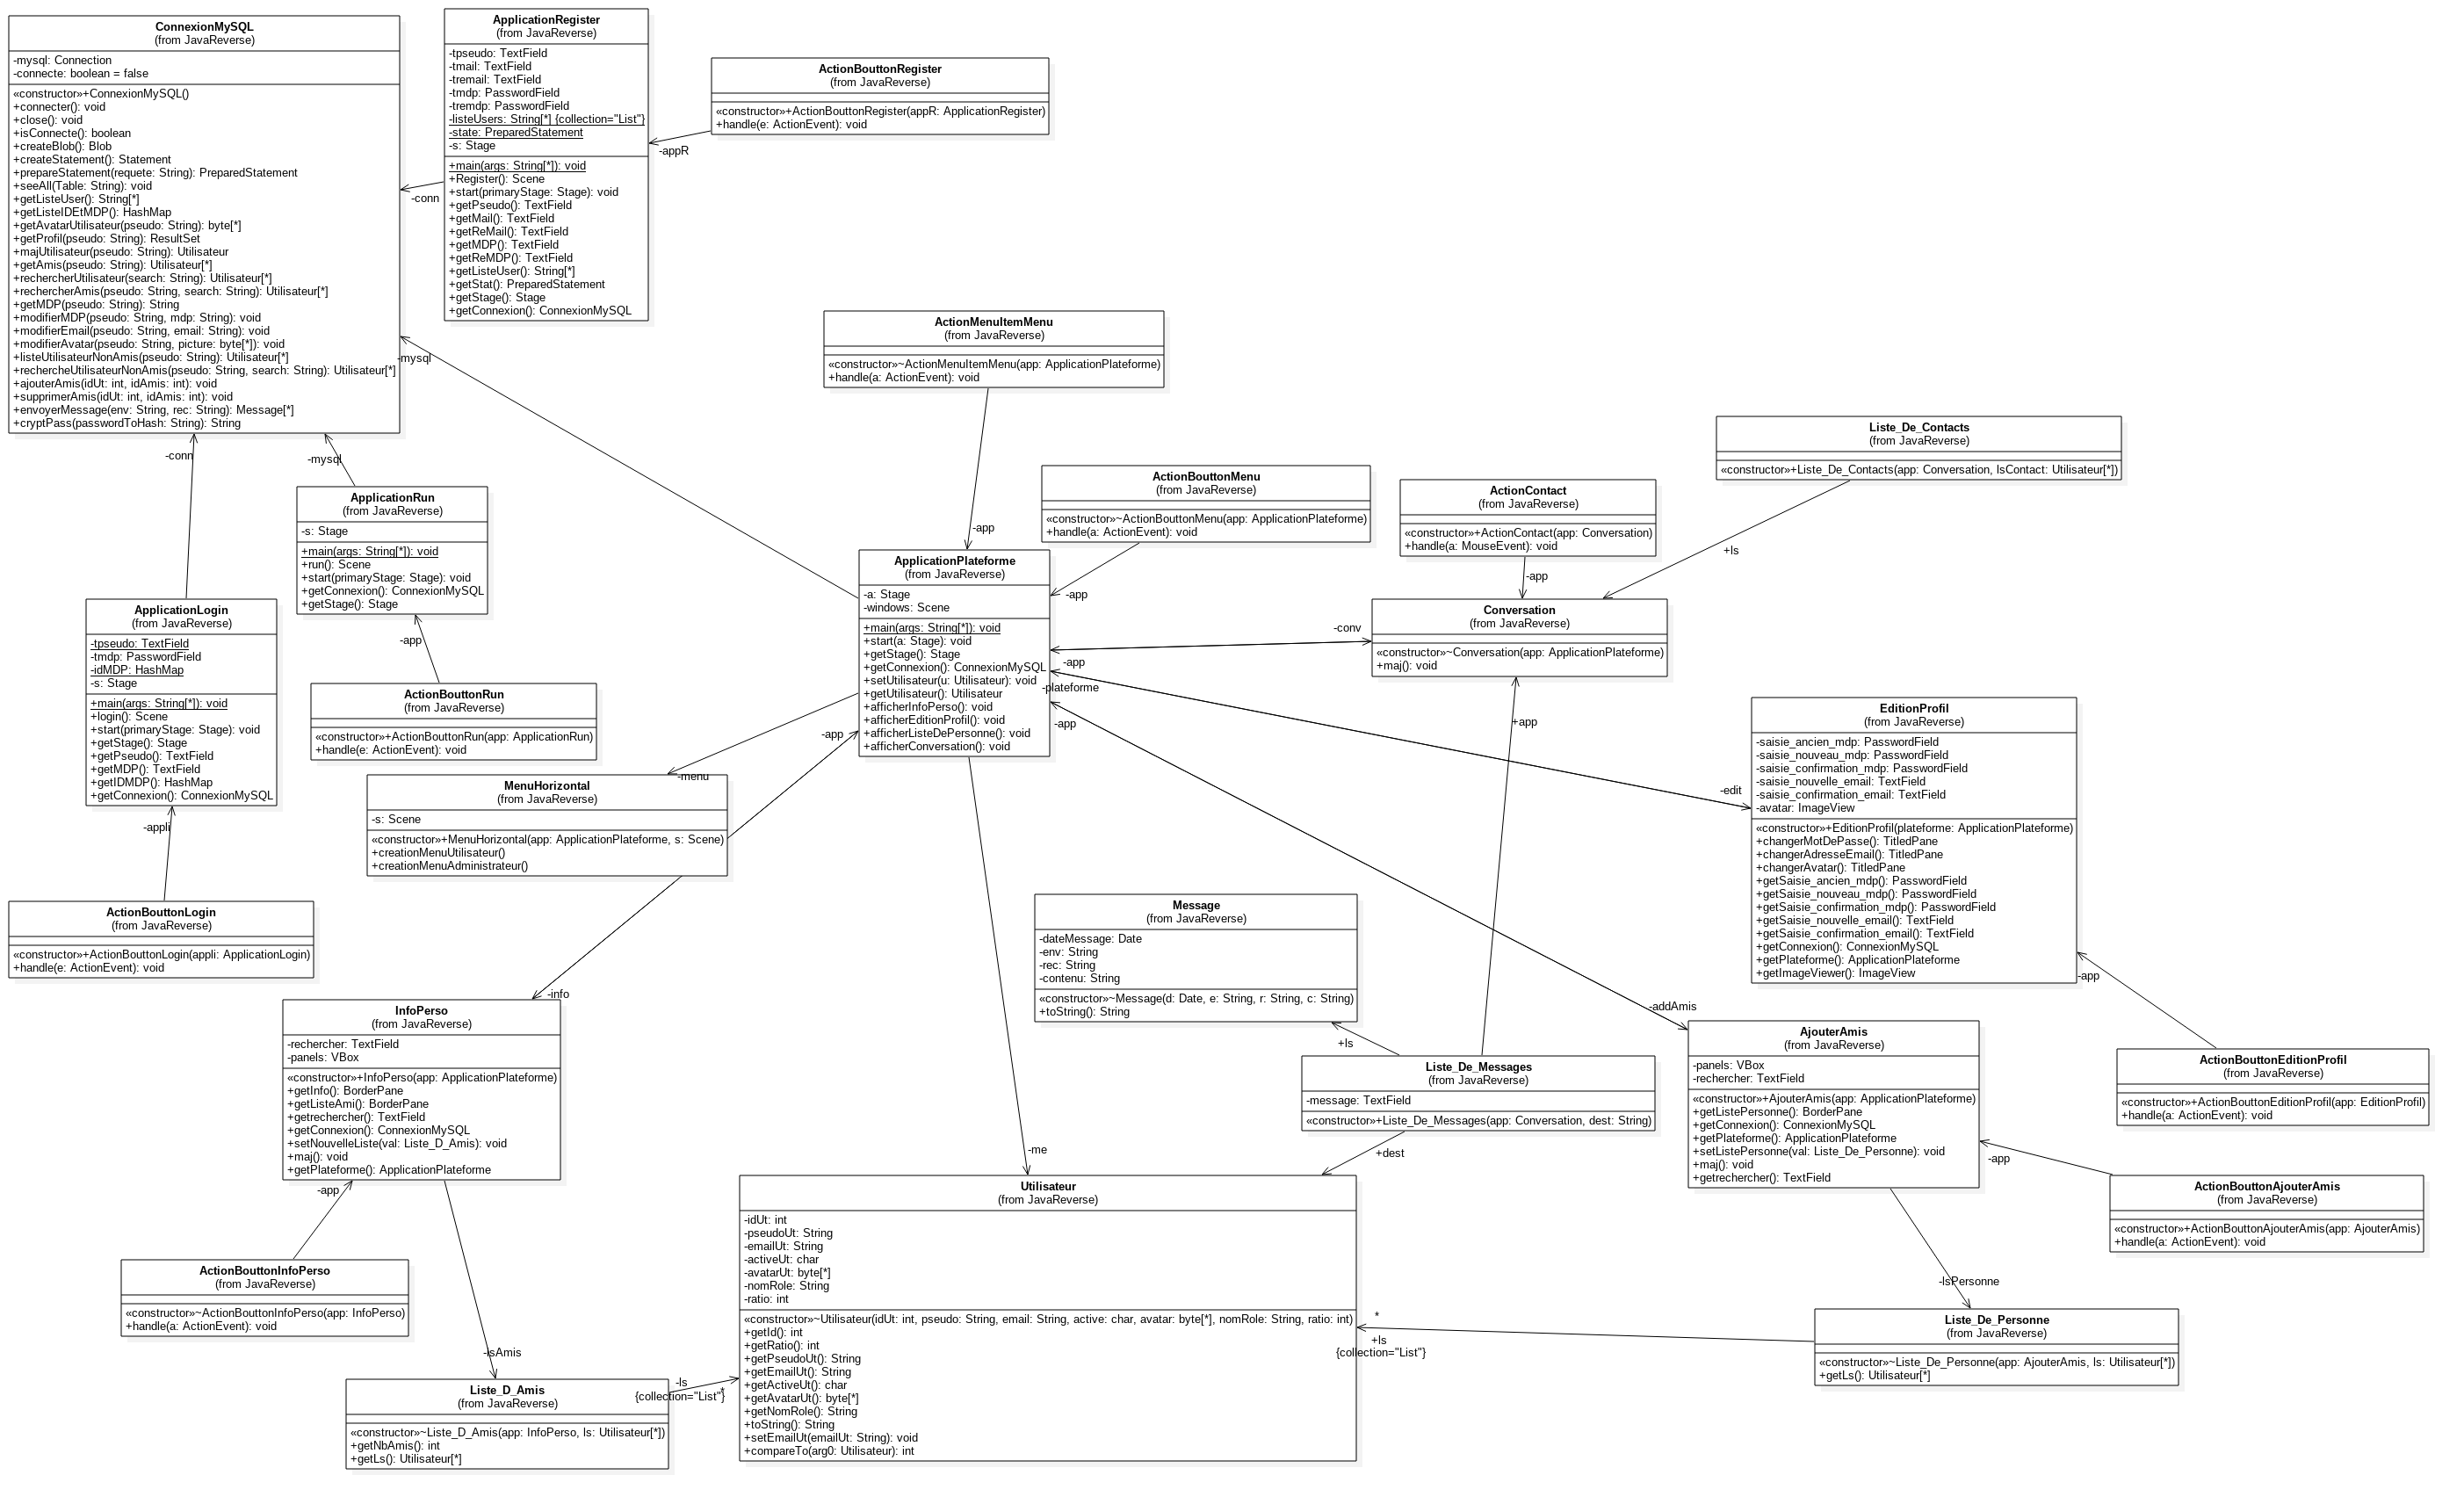 ConnexionMySQL
(from JavaReverse)
-mysql: Connection
-connecte: boolean = false
«constructor»+ConnexionMySQL()
+connecter(): void
+close(): void
+isConnecte(): boolean
+createBlob(): Blob
+createStatement(): Statement
+prepareStatement(requete: String): PreparedStatement
+seeAll(Table: String): void
+getListeUser(): String[*]
+getListeIDEtMDP(): HashMap
+getAvatarUtilisateur(pseudo: String): byte[*]
+getProfil(pseudo: String): ResultSet
+majUtilisateur(pseudo: String): Utilisateur
+getAmis(pseudo: String): Utilisateur[*]
+rechercherUtilisateur(search: String): Utilisateur[*]
+rechercherAmis(pseudo: String, search: String): Utilisateur[*]
+getMDP(pseudo: String): String
+modifierMDP(pseudo: String, mdp: String): void
+modifierEmail(pseudo: String, email: String): void
+modifierAvatar(pseudo: String, picture: byte[*]): void
+listeUtilisateurNonAmis(pseudo: String): Utilisateur[*]
+rechercheUtilisateurNonAmis(pseudo: String, search: String): Utilisateur[*]
+ajouterAmis(idUt: int, idAmis: int): void
+supprimerAmis(idUt: int, idAmis: int): void
+envoyerMessage(env: String, rec: String): Message[*]
+cryptPass(passwordToHash: String): String
ApplicationRegister
(from JavaReverse)
-tpseudo: TextField
-tmail: TextField
-tremail: TextField
-tmdp: PasswordField
-tremdp: PasswordField
-listeUsers: String[*] {collection="List"}
-state: PreparedStatement
-s: Stage
+main(args: String[*]): void
+Register(): Scene
+start(primaryStage: Stage): void
+getPseudo(): TextField
+getMail(): TextField
+getReMail(): TextField
+getMDP(): TextField
+getReMDP(): TextField
+getListeUser(): String[*]
+getStat(): PreparedStatement
+getStage(): Stage
+getConnexion(): ConnexionMySQL
ActionBouttonRegister
(from JavaReverse)
«constructor»+ActionBouttonRegister(appR: ApplicationRegister)
+handle(e: ActionEvent): void
-appR
-conn
-mysql
ActionMenuItemMenu
(from JavaReverse)
«constructor»~ActionMenuItemMenu(app: ApplicationPlateforme)
+handle(a: ActionEvent): void
-app
-conn
-mysql
ApplicationRun
(from JavaReverse)
-s: Stage
+main(args: String[*]): void
+run(): Scene
+start(primaryStage: Stage): void
+getConnexion(): ConnexionMySQL
+getStage(): Stage
-app
ActionBouttonRun
(from JavaReverse)
«constructor»+ActionBouttonRun(app: ApplicationRun)
+handle(e: ActionEvent): void
ApplicationLogin
(from JavaReverse)
-tpseudo: TextField
-tmdp: PasswordField
-idMDP: HashMap
-s: Stage
+main(args: String[*]): void
+login(): Scene
+start(primaryStage: Stage): void
+getStage(): Stage
+getPseudo(): TextField
+getMDP(): TextField
+getIDMDP(): HashMap
+getConnexion(): ConnexionMySQL
-appli
ActionBouttonLogin
(from JavaReverse)
«constructor»+ActionBouttonLogin(appli: ApplicationLogin)
+handle(e: ActionEvent): void
ActionBouttonMenu
(from JavaReverse)
«constructor»~ActionBouttonMenu(app: ApplicationPlateforme)
+handle(a: ActionEvent): void
-app
ActionContact
(from JavaReverse)
«constructor»+ActionContact(app: Conversation)
+handle(a: MouseEvent): void
-app
Liste_De_Contacts
(from JavaReverse)
«constructor»+Liste_De_Contacts(app: Conversation, lsContact: Utilisateur[*])
+ls
ApplicationPlateforme
(from JavaReverse)
-a: Stage
-windows: Scene
+main(args: String[*]): void
+start(a: Stage): void
+getStage(): Stage
+getConnexion(): ConnexionMySQL
+setUtilisateur(u: Utilisateur): void
+getUtilisateur(): Utilisateur
+afficherInfoPerso(): void
+afficherEditionProfil(): void
+afficherListeDePersonne(): void
+afficherConversation(): void
-conv
-app
-plateforme
-app
-app
-menu
Conversation
(from JavaReverse)
«constructor»~Conversation(app: ApplicationPlateforme)
+maj(): void
+app
EditionProfil
(from JavaReverse)
-saisie_ancien_mdp: PasswordField
-saisie_nouveau_mdp: PasswordField
-saisie_confirmation_mdp: PasswordField
-saisie_nouvelle_email: TextField
-saisie_confirmation_email: TextField
-avatar: ImageView
«constructor»+EditionProfil(plateforme: ApplicationPlateforme)
+changerMotDePasse(): TitledPane
+changerAdresseEmail(): TitledPane
+changerAvatar(): TitledPane
+getSaisie_ancien_mdp(): PasswordField
+getSaisie_nouveau_mdp(): PasswordField
+getSaisie_confirmation_mdp(): PasswordField
+getSaisie_nouvelle_email(): TextField
+getSaisie_confirmation_email(): TextField
+getConnexion(): ConnexionMySQL
+getPlateforme(): ApplicationPlateforme
+getImageViewer(): ImageView
-edit
-app
MenuHorizontal
(from JavaReverse)
-s: Scene
«constructor»+MenuHorizontal(app: ApplicationPlateforme, s: Scene)
+creationMenuUtilisateur()
+creationMenuAdministrateur()
Message
(from JavaReverse)
-dateMessage: Date
-env: String
-rec: String
-contenu: String
«constructor»~Message(d: Date, e: String, r: String, c: String)
+toString(): String
+ls
-info
InfoPerso
(from JavaReverse)
-rechercher: TextField
-panels: VBox
«constructor»+InfoPerso(app: ApplicationPlateforme)
+getInfo(): BorderPane
+getListeAmi(): BorderPane
+getrechercher(): TextField
+getConnexion(): ConnexionMySQL
+setNouvelleListe(val: Liste_D_Amis): void
+maj(): void
+getPlateforme(): ApplicationPlateforme
-app
Liste_De_Messages
(from JavaReverse)
-message: TextField
«constructor»+Liste_De_Messages(app: Conversation, dest: String)
+dest
-me
-addAmis
AjouterAmis
(from JavaReverse)
-panels: VBox
-rechercher: TextField
«constructor»+AjouterAmis(app: ApplicationPlateforme)
+getListePersonne(): BorderPane
+getConnexion(): ConnexionMySQL
+getPlateforme(): ApplicationPlateforme
+setListePersonne(val: Liste_De_Personne): void
+maj(): void
+getrechercher(): TextField
-app
ActionBouttonEditionProfil
(from JavaReverse)
«constructor»+ActionBouttonEditionProfil(app: EditionProfil)
+handle(a: ActionEvent): void
ActionBouttonAjouterAmis
(from JavaReverse)
«constructor»+ActionBouttonAjouterAmis(app: AjouterAmis)
+handle(a: ActionEvent): void
Utilisateur
(from JavaReverse)
-idUt: int
-pseudoUt: String
-emailUt: String
-activeUt: char
-avatarUt: byte[*]
-nomRole: String
-ratio: int
«constructor»~Utilisateur(idUt: int, pseudo: String, email: String, active: char, avatar: byte[*], nomRole: String, ratio: int)
+getId(): int
+getRatio(): int
+getPseudoUt(): String
+getEmailUt(): String
+getActiveUt(): char
+getAvatarUt(): byte[*]
+getNomRole(): String
+toString(): String
+setEmailUt(emailUt: String): void
+compareTo(arg0: Utilisateur): int
ActionBouttonInfoPerso
(from JavaReverse)
«constructor»~ActionBouttonInfoPerso(app: InfoPerso)
+handle(a: ActionEvent): void
-lsAmis
Liste_D_Amis
(from JavaReverse)
«constructor»~Liste_D_Amis(app: InfoPerso, ls: Utilisateur[*])
+getNbAmis(): int
+getLs(): Utilisateur[*]
-ls
*
{collection="List"}
*
+ls
{collection="List"}
-lsPersonne
Liste_De_Personne
(from JavaReverse)
«constructor»~Liste_De_Personne(app: AjouterAmis, ls: Utilisateur[*])
+getLs(): Utilisateur[*]